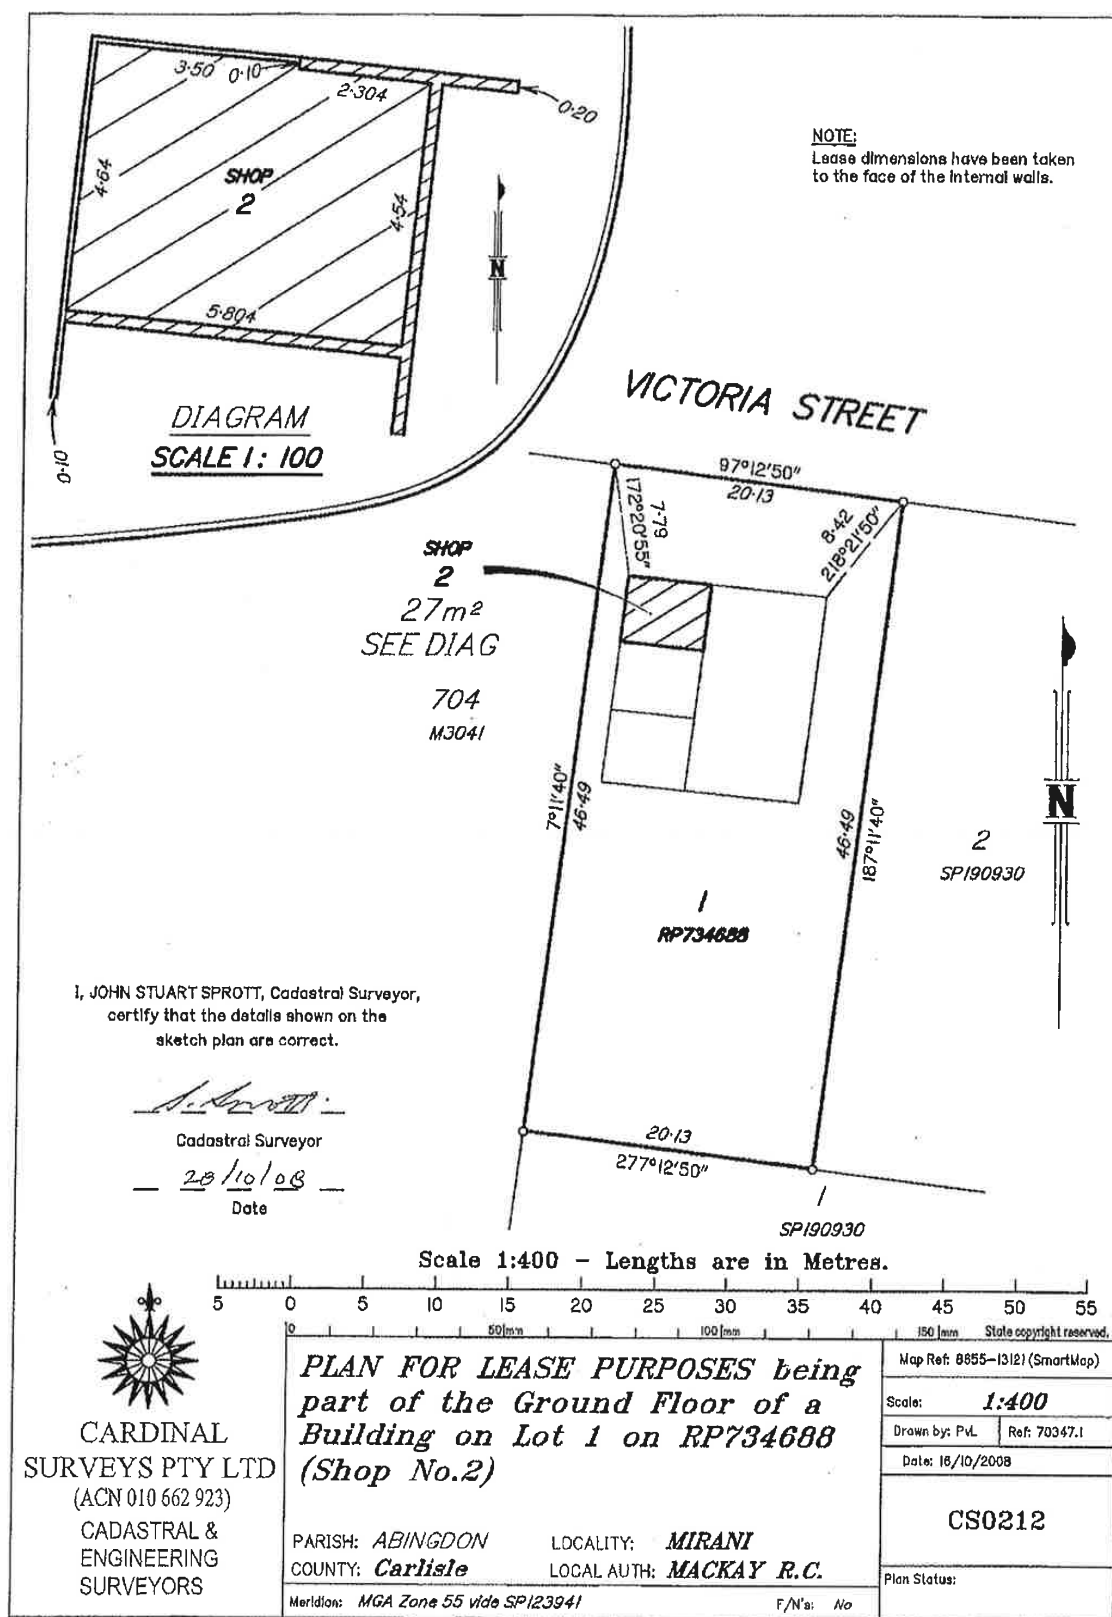 3·50
0·10
2·304
0·20
NOTE:
Lease dimensions have been taken
to the face of the internal walls.
SHOP
2
4·64
4·54
N
5·804
DIAGRAM
SCALE 1: 100
0·10
VICTORIA STREET
97°12'50"
20·13
7·79
172°20'55"
8·42
218°21'50"
SHOP
2
27m²
SEE DIAG
704
M3041
7°11'40"
46·49
46·49
187°11'40"
N
2
SP190930
1
RP734688
I, JOHN STUART SPROTT, Cadastral Surveyor,
certify that the details shown on the
sketch plan are correct.
J. Sprott.
Cadastral Surveyor
28/10/08
Date
20·13
277°12'50"
1
SP190930
Scale 1:400 - Lengths are in Metres.
5 0 5 10 15 20 25 30 35 40 45 50 55
0 50mm 100mm 150mm State copyright reserved.
CARDINAL
SURVEYS PTY LTD
(ACN 010 662 923)
CADASTRAL &
ENGINEERING
SURVEYORS
PLAN FOR LEASE PURPOSES being
part of the Ground Floor of a
Building on Lot 1 on RP734688
(Shop No.2)
PARISH: ABINGDON LOCALITY: MIRANI
COUNTY: Carlisle LOCAL AUTH: MACKAY R.C.
Meridian: MGA Zone 55 vide SP123941 F/N's: No
Map Ref: 8655-13121 (SmartMap)
Scale: 1:400
Drawn by: PvL Ref: 70347.1
Date: 16/10/2008
CS0212
Plan Status: